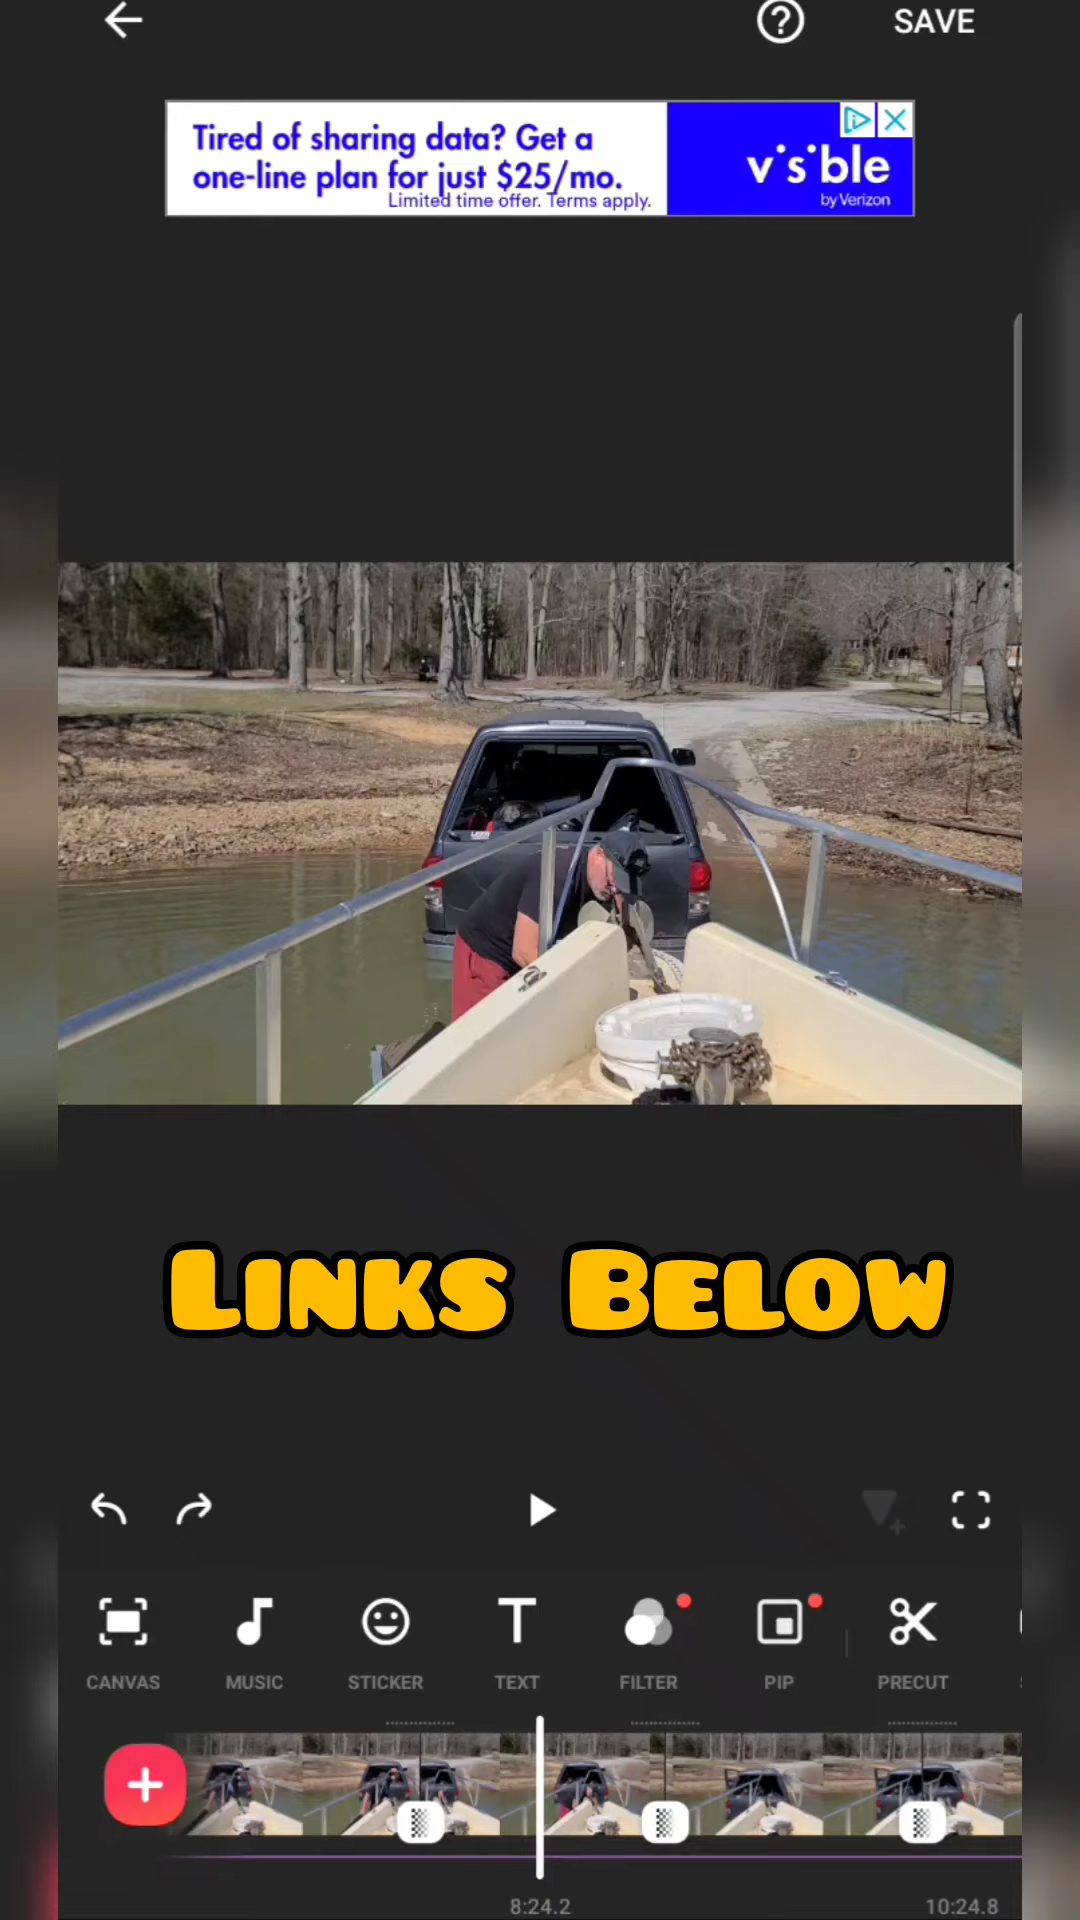 SAVE
Tired of sharing data? Get a
one-line plan for just $25/mo.
Limited time offer. Terms apply.
visible
by Verizon
Links Below
CANVAS MUSIC STICKER TEXT FILTER PIP PRECUT
8:24.2 10:24.8